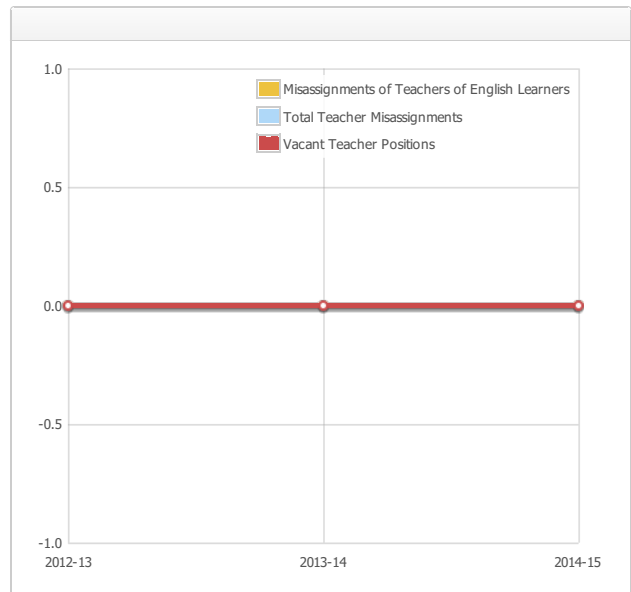 1.0
Misassignments of Teachers of English Learners
Total Teacher Misassignments
Vacant Teacher Positions
0.5
0.0
-0.5
-1.0
2012-13 2013-14 2014-15